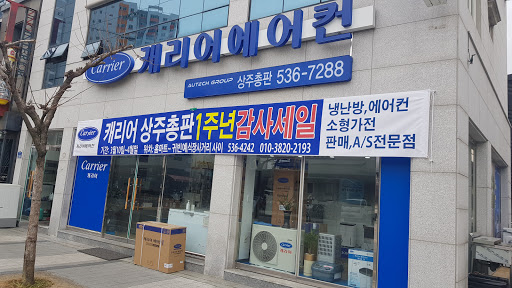 Carrier 캐리어에어컨
AUTECH GROUP 상주총판 536-7288
Carrier 캐리어 상주총판 1주년 감사세일
536-4242 010-3820-2193
냉난방, 에어컨
소형가전
판매, A/S전문점
Carrier
캐리어
Carrier